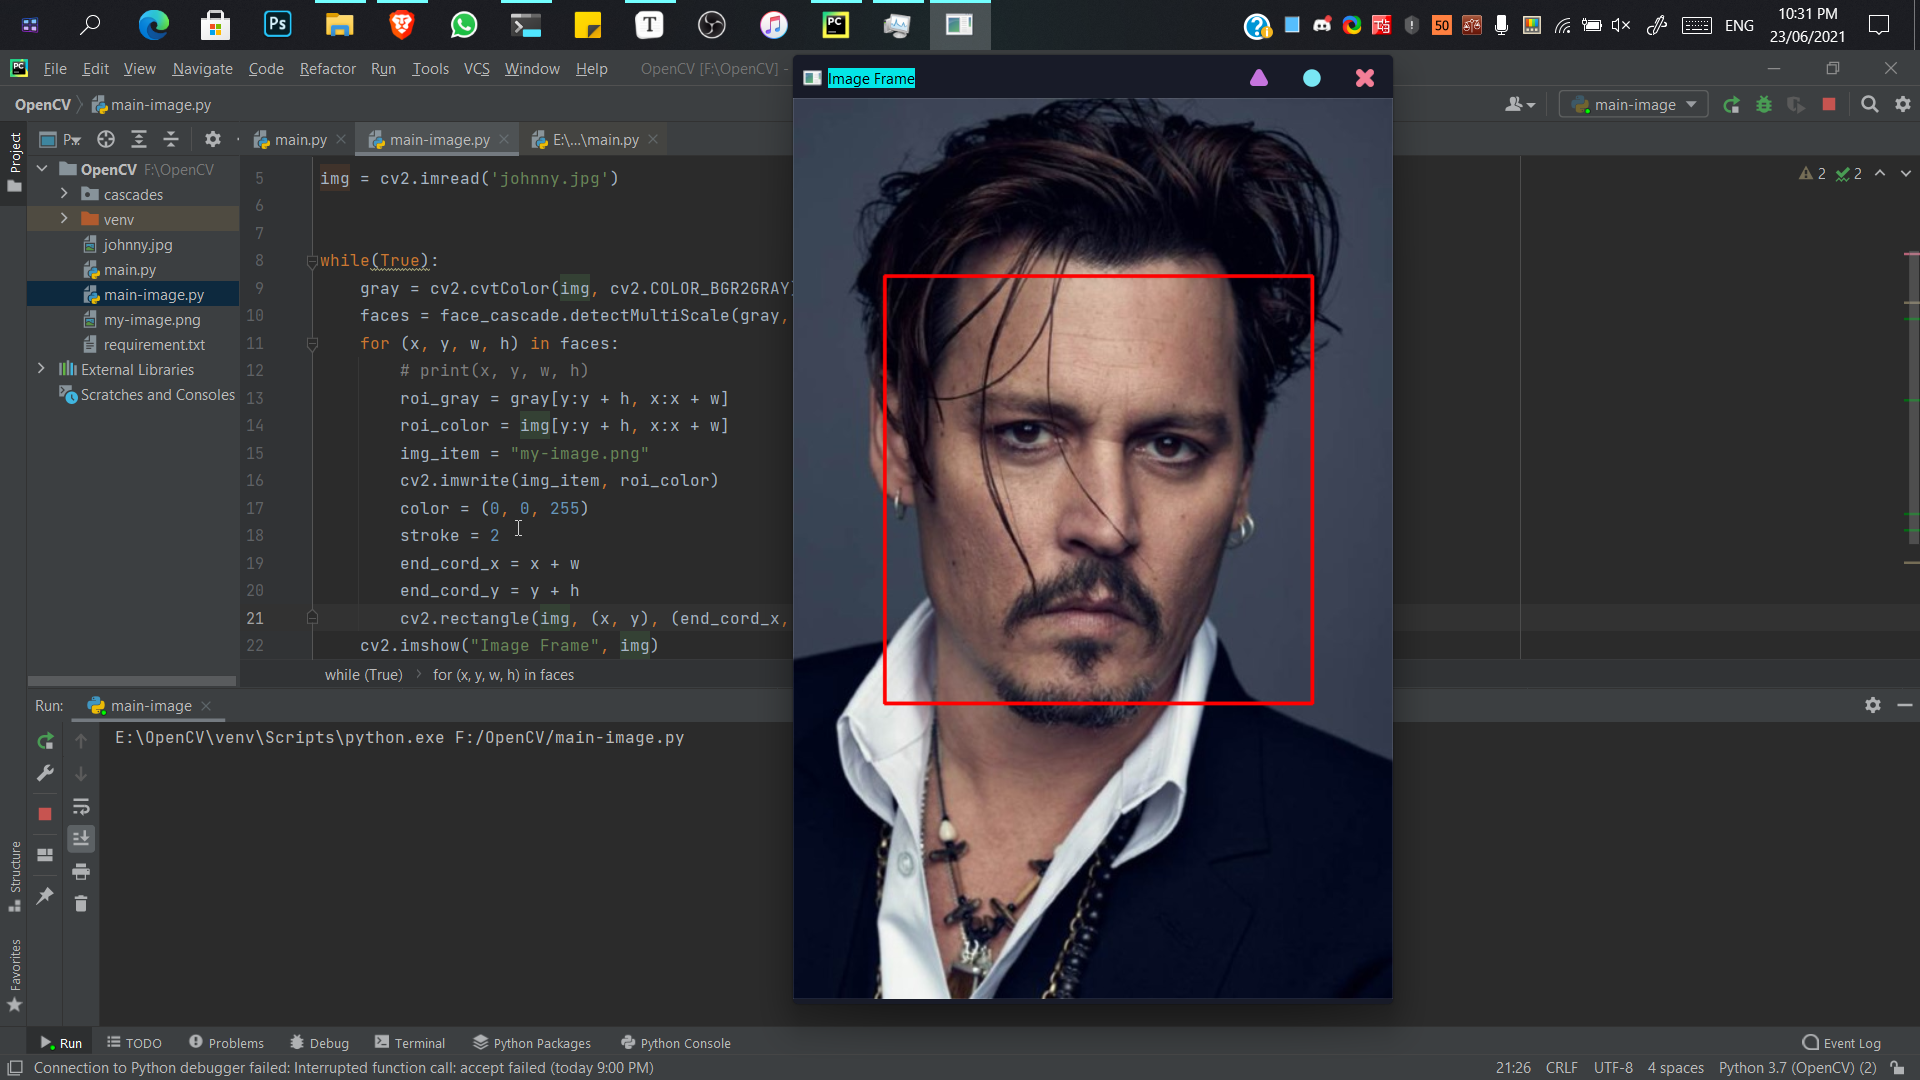 Ps
T
PC
50
ENG
10:31 PM
23/06/2021
PC File Edit View Navigate Code Refactor Run Tools VCS Window Help OpenCV [F:\OpenCV] -
Image Frame
OpenCV main-image.py
main-image
Project
P...
main.py
main-image.py
E:\...\main.py
OpenCV F:\OpenCV
cascades
venv
johnny.jpg
main.py
main-image.py
my-image.png
requirement.txt
External Libraries
Scratches and Consoles
5 img = cv2.imread('johnny.jpg')
6
7
8 while(True):
9 gray = cv2.cvtColor(img, cv2.COLOR_BGR2GRAY)
10 faces = face_cascade.detectMultiScale(gray,
11 for (x, y, w, h) in faces:
12 # print(x, y, w, h)
13 roi_gray = gray[y:y + h, x:x + w]
14 roi_color = img[y:y + h, x:x + w]
15 img_item = "my-image.png"
16 cv2.imwrite(img_item, roi_color)
17 color = (0, 0, 255)
18 stroke = 2
19 end_cord_x = x + w
20 end_cord_y = y + h
21 cv2.rectangle(img, (x, y), (end_cord_x,
22 cv2.imshow("Image Frame", img)
2 2
while (True) for (x, y, w, h) in faces
Run: main-image
E:\OpenCV\venv\Scripts\python.exe F:/OpenCV/main-image.py
Structure
Favorites
Run TODO Problems Debug Terminal Python Packages Python Console Event Log
Connection to Python debugger failed: Interrupted function call: accept failed (today 9:00 PM) 21:26 CRLF UTF-8 4 spaces Python 3.7 (OpenCV) (2)